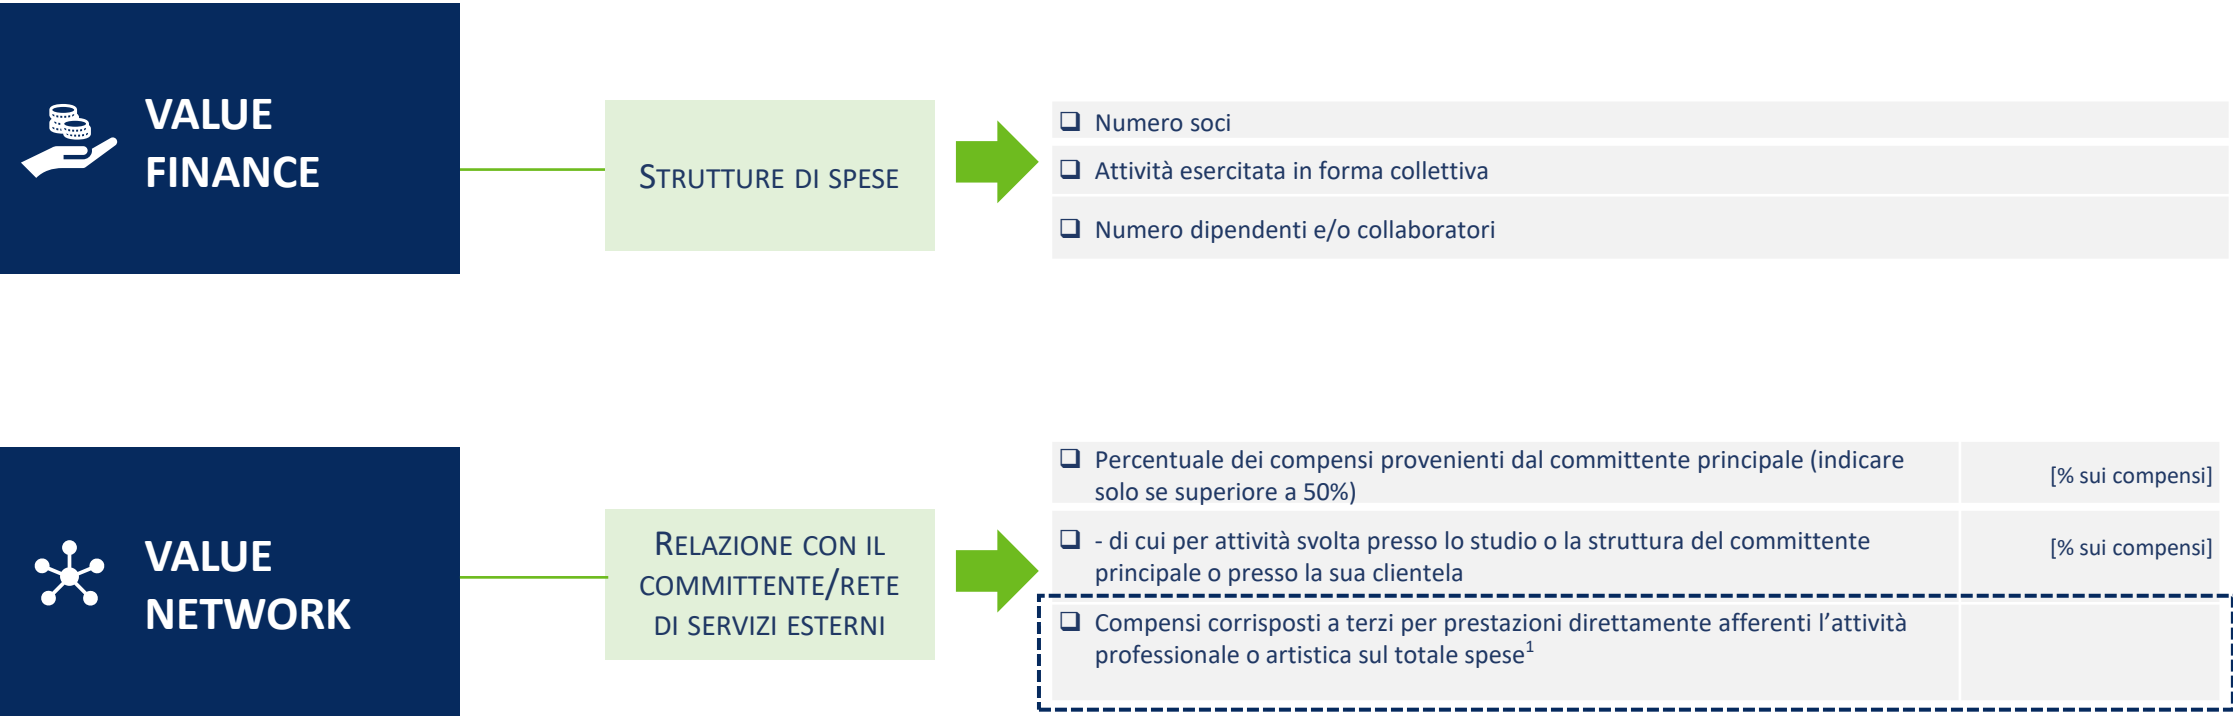 VALUE
FINANCE
STRUTTURE DI SPESE
❑ Numero soci
❑ Attività esercitata in forma collettiva
❑ Numero dipendenti e/o collaboratori
VALUE
NETWORK
RELAZIONE CON IL
COMMITTENTE/RETE
DI SERVIZI ESTERNI
❑ Percentuale dei compensi provenienti dal committente principale (indicare
solo se superiore a 50%)
[% sui compensi]
❑ - di cui per attività svolta presso lo studio o la struttura del committente
principale o presso la sua clientela
[% sui compensi]
❑ Compensi corrisposti a terzi per prestazioni direttamente afferenti l’attività
professionale o artistica sul totale spese¹